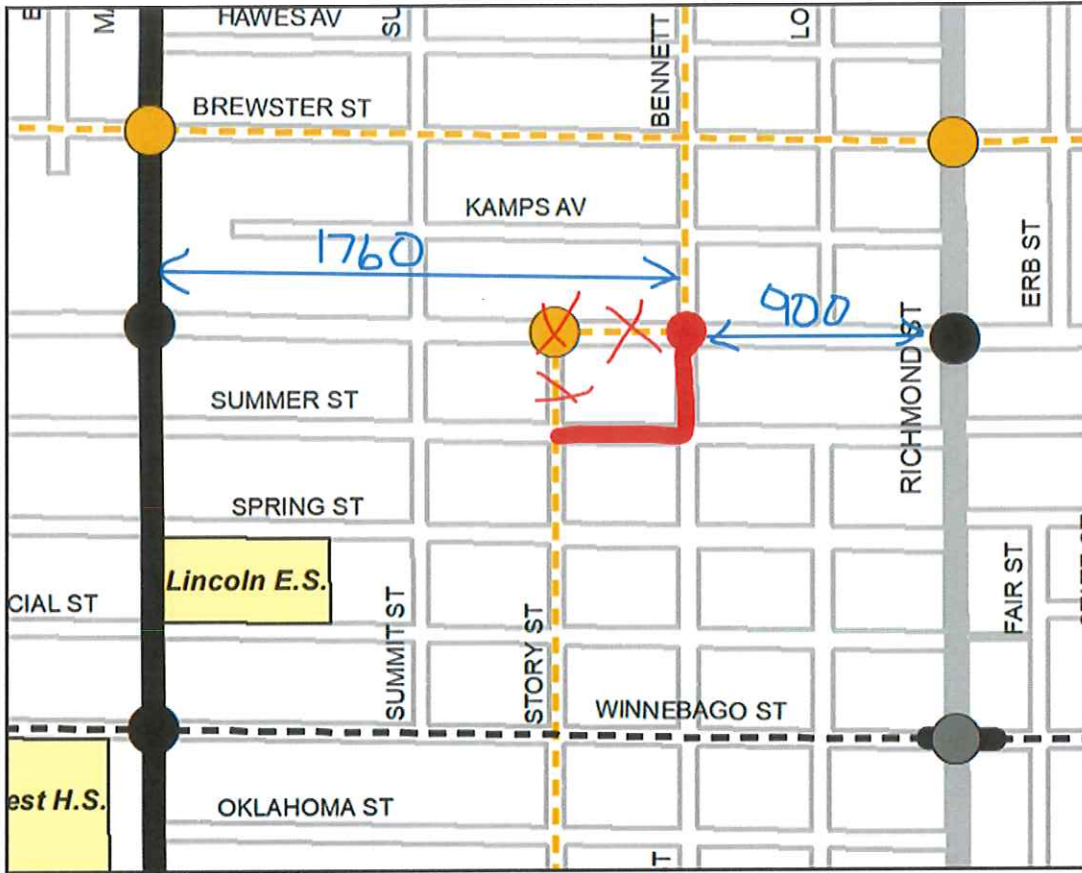 HAWES AV
BENNETT
BREWSTER ST
KAMPS AV
1760
ERB ST
900
RICHMOND ST
SUMMER ST
SPRING ST
Lincoln E.S.
CIAL ST
SUMMIT ST
STORY ST
FAIR ST
WINNEBAGO ST
est H.S.
OKLAHOMA ST